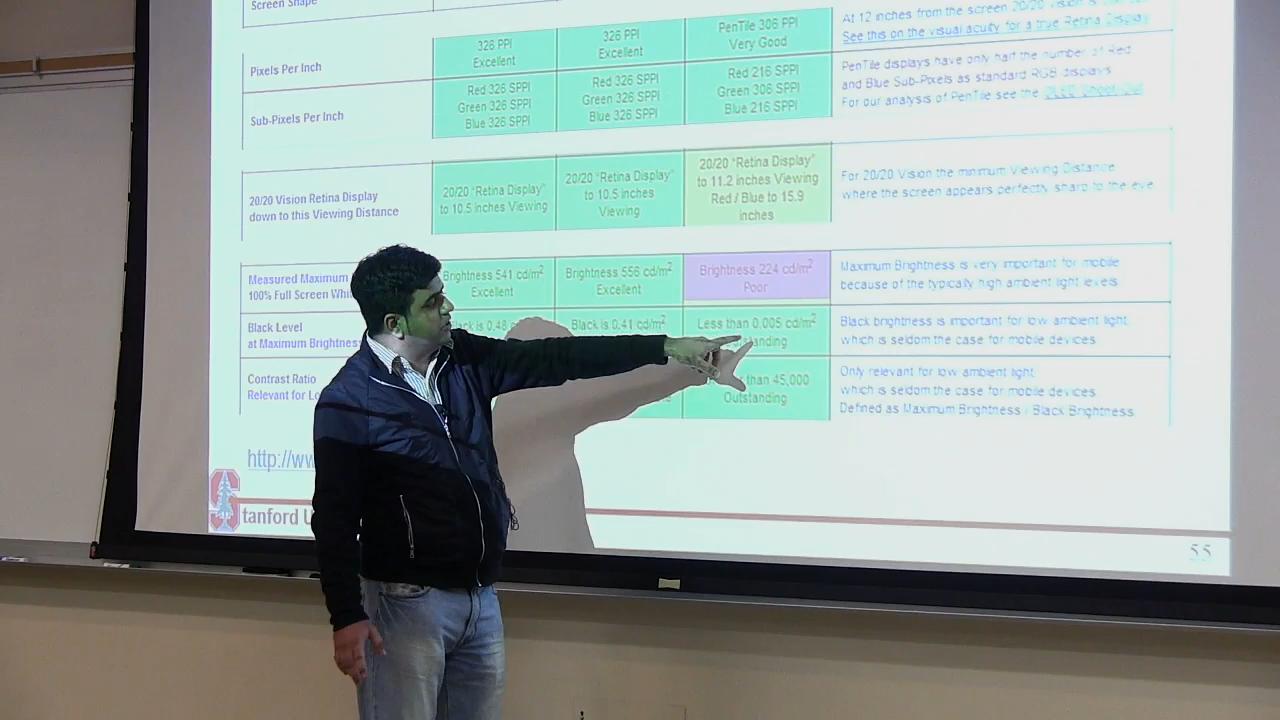 Screen Shape
Pixels Per Inch
326 PPI
Excellent
326 PPI
Excellent
PenTile 306 PPI
Very Good
At 12 inches from the screen 20/20 vision is
See this on the visual acuity for a true Retina Display
Sub-Pixels Per Inch
Red 326 SPPI
Green 326 SPPI
Blue 326 SPPI
Red 326 SPPI
Green 326 SPPI
Blue 326 SPPI
Red 216 SPPI
Green 306 SPPI
Blue 216 SPPI
PenTile displays have only half the number of Red
and Blue Sub-Pixels as standard RGB displays
For our analysis of PenTile see the OLED Shoot-Out
20/20 Vision Retina Display
down to this Viewing Distance
20/20 "Retina Display"
to 10.5 inches Viewing
20/20 "Retina Display"
to 10.5 inches
Viewing
20/20 "Retina Display"
to 11.2 inches Viewing
Red / Blue to 15.9
inches
For 20/20 Vision the minimum Viewing Distance
where the screen appears perfectly sharp to the eye
Measured Maximum
100% Full Screen Whi
Brightness 541 cd/m²
Excellent
Brightness 556 cd/m²
Excellent
Brightness 224 cd/m²
Poor
Maximum Brightness is very important for mobile
because of the typically high ambient light levels
Black Level
at Maximum Brightness
Black is 0.48
Black is 0.41 cd/m²
Less than 0.005 cd/m²
standing
Black brightness is important for low ambient light,
which is seldom the case for mobile devices
Contrast Ratio
Relevant for Lo
than 45,000
Outstanding
Only relevant for low ambient light
which is seldom the case for mobile devices
Defined as Maximum Brightness / Black Brightness
http://ww
Stanford U
55